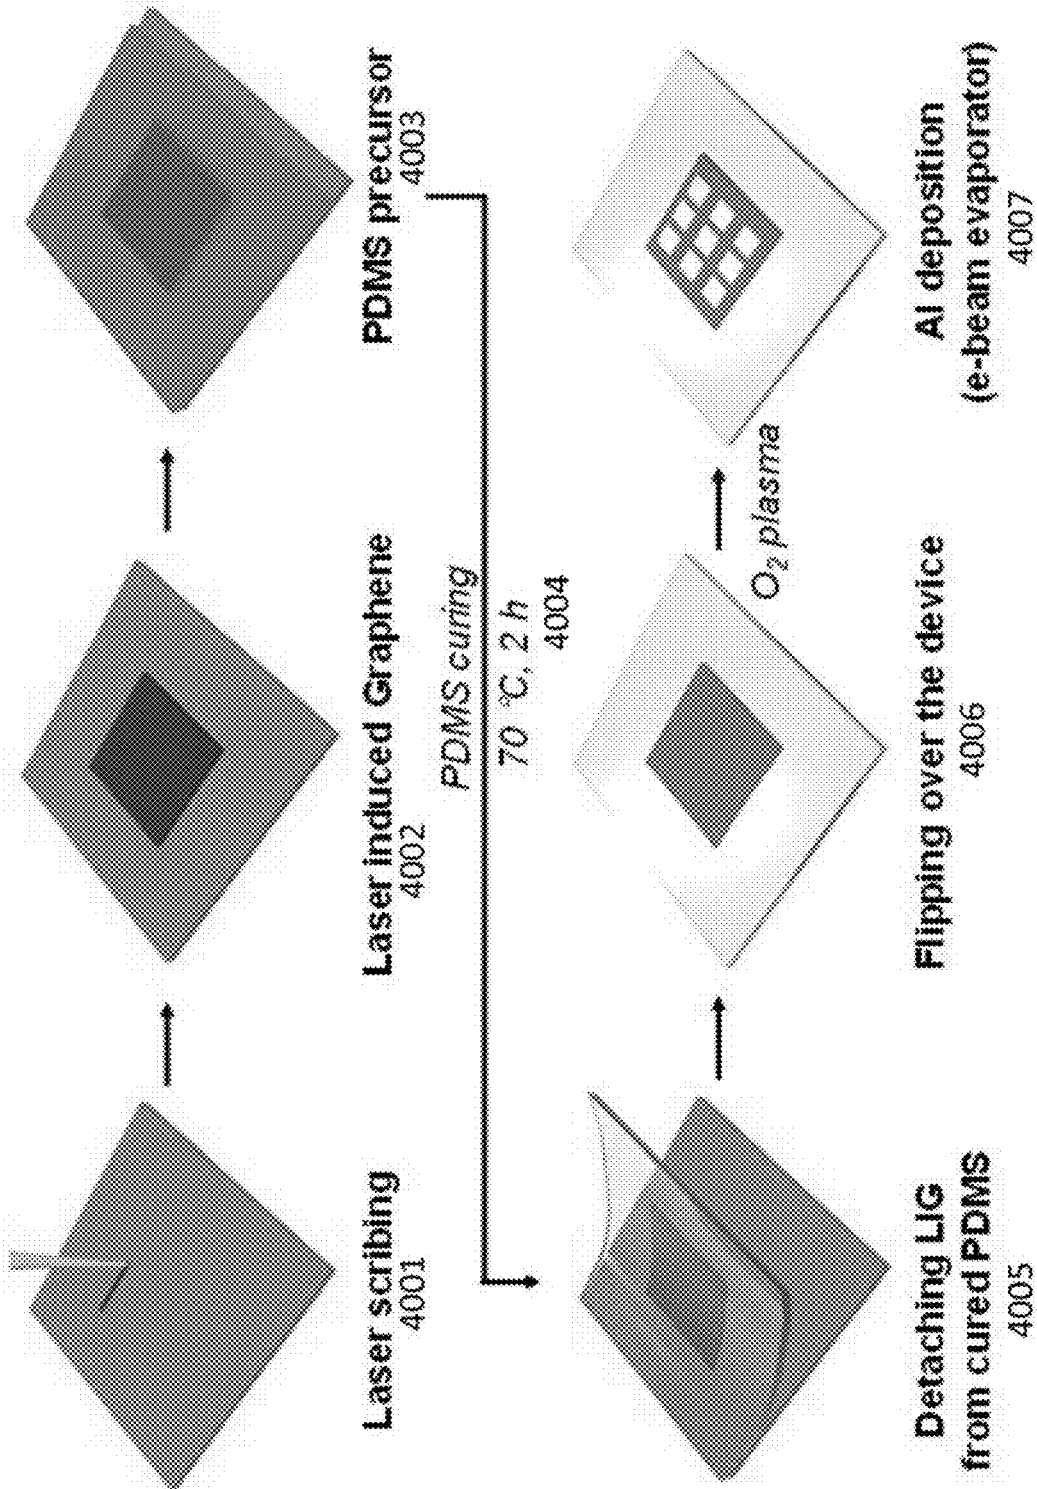 Laser scribing
4001
Laser induced Graphene
4002
PDMS precursor
4003
PDMS curing
70 °C, 2 h
4004
Detaching LIG
from cured PDMS
4005
Flipping over the device
4006
O₂ plasma
Al deposition
(e-beam evaporator)
4007